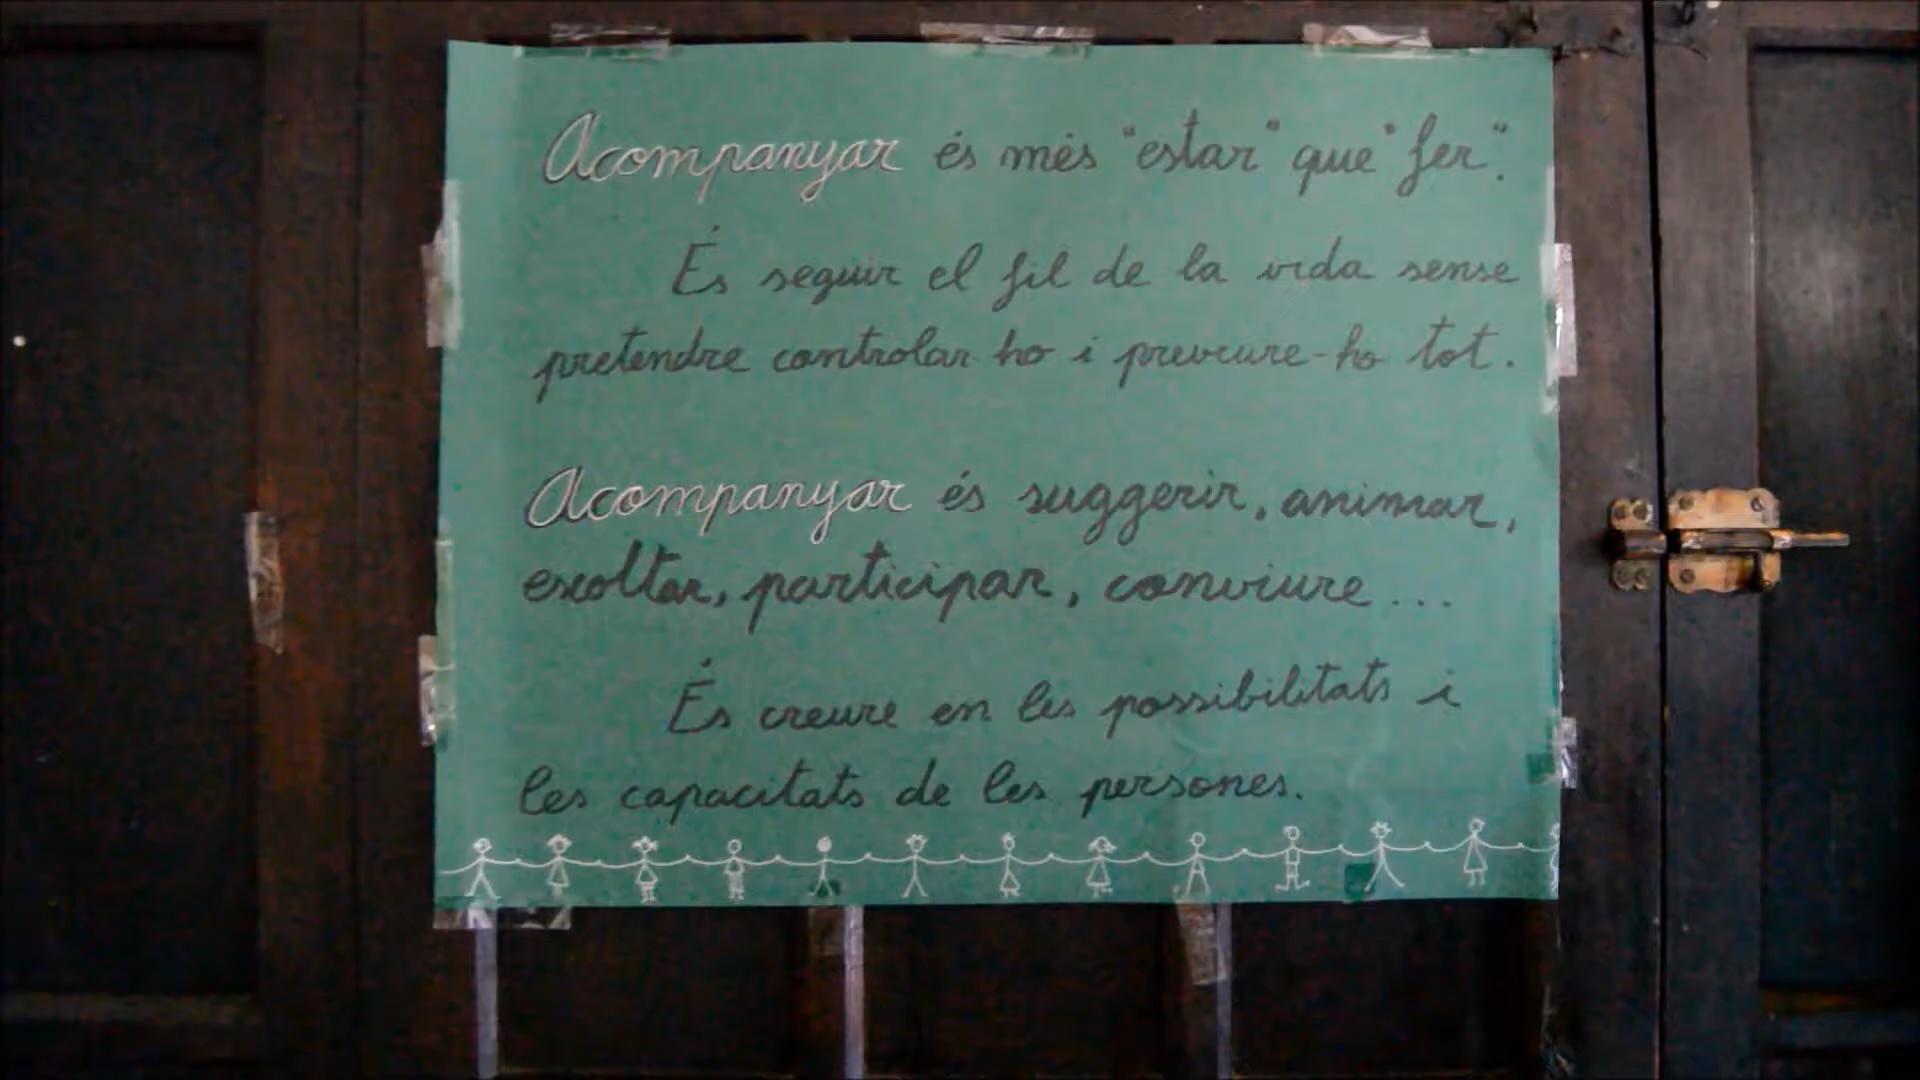 Acompanyar és més "estar" que "fer".
És seguir el fil de la vida sense
pretendre controlar-ho i preveure-ho tot.
Acompanyar és suggerir, animar,
escoltar, participar, conviure...
És creure en les possibilitats i
les capacitats de les persones.